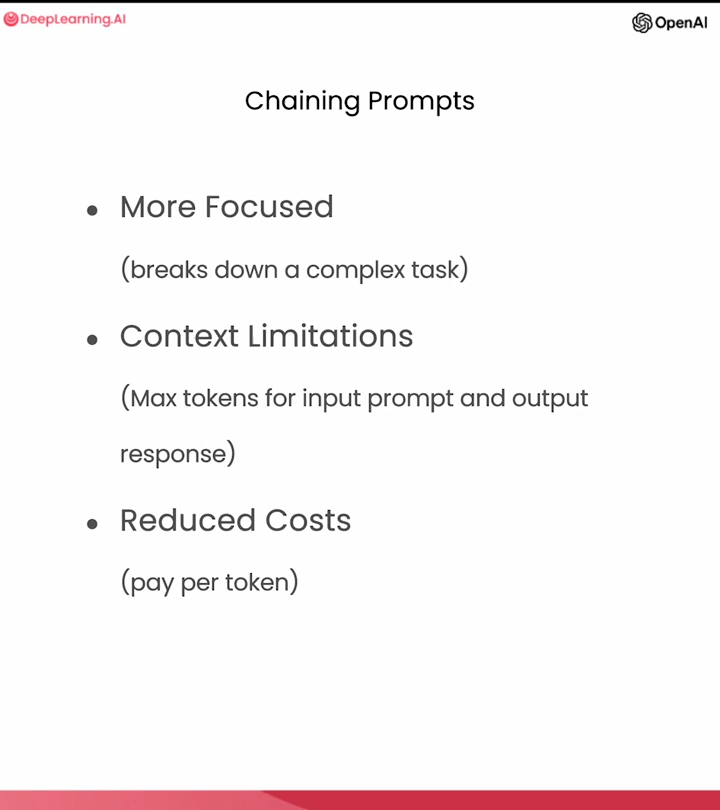 DeepLearning.AI
OpenAI
Chaining Prompts
• More Focused
(breaks down a complex task)
• Context Limitations
(Max tokens for input prompt and output
response)
• Reduced Costs
(pay per token)